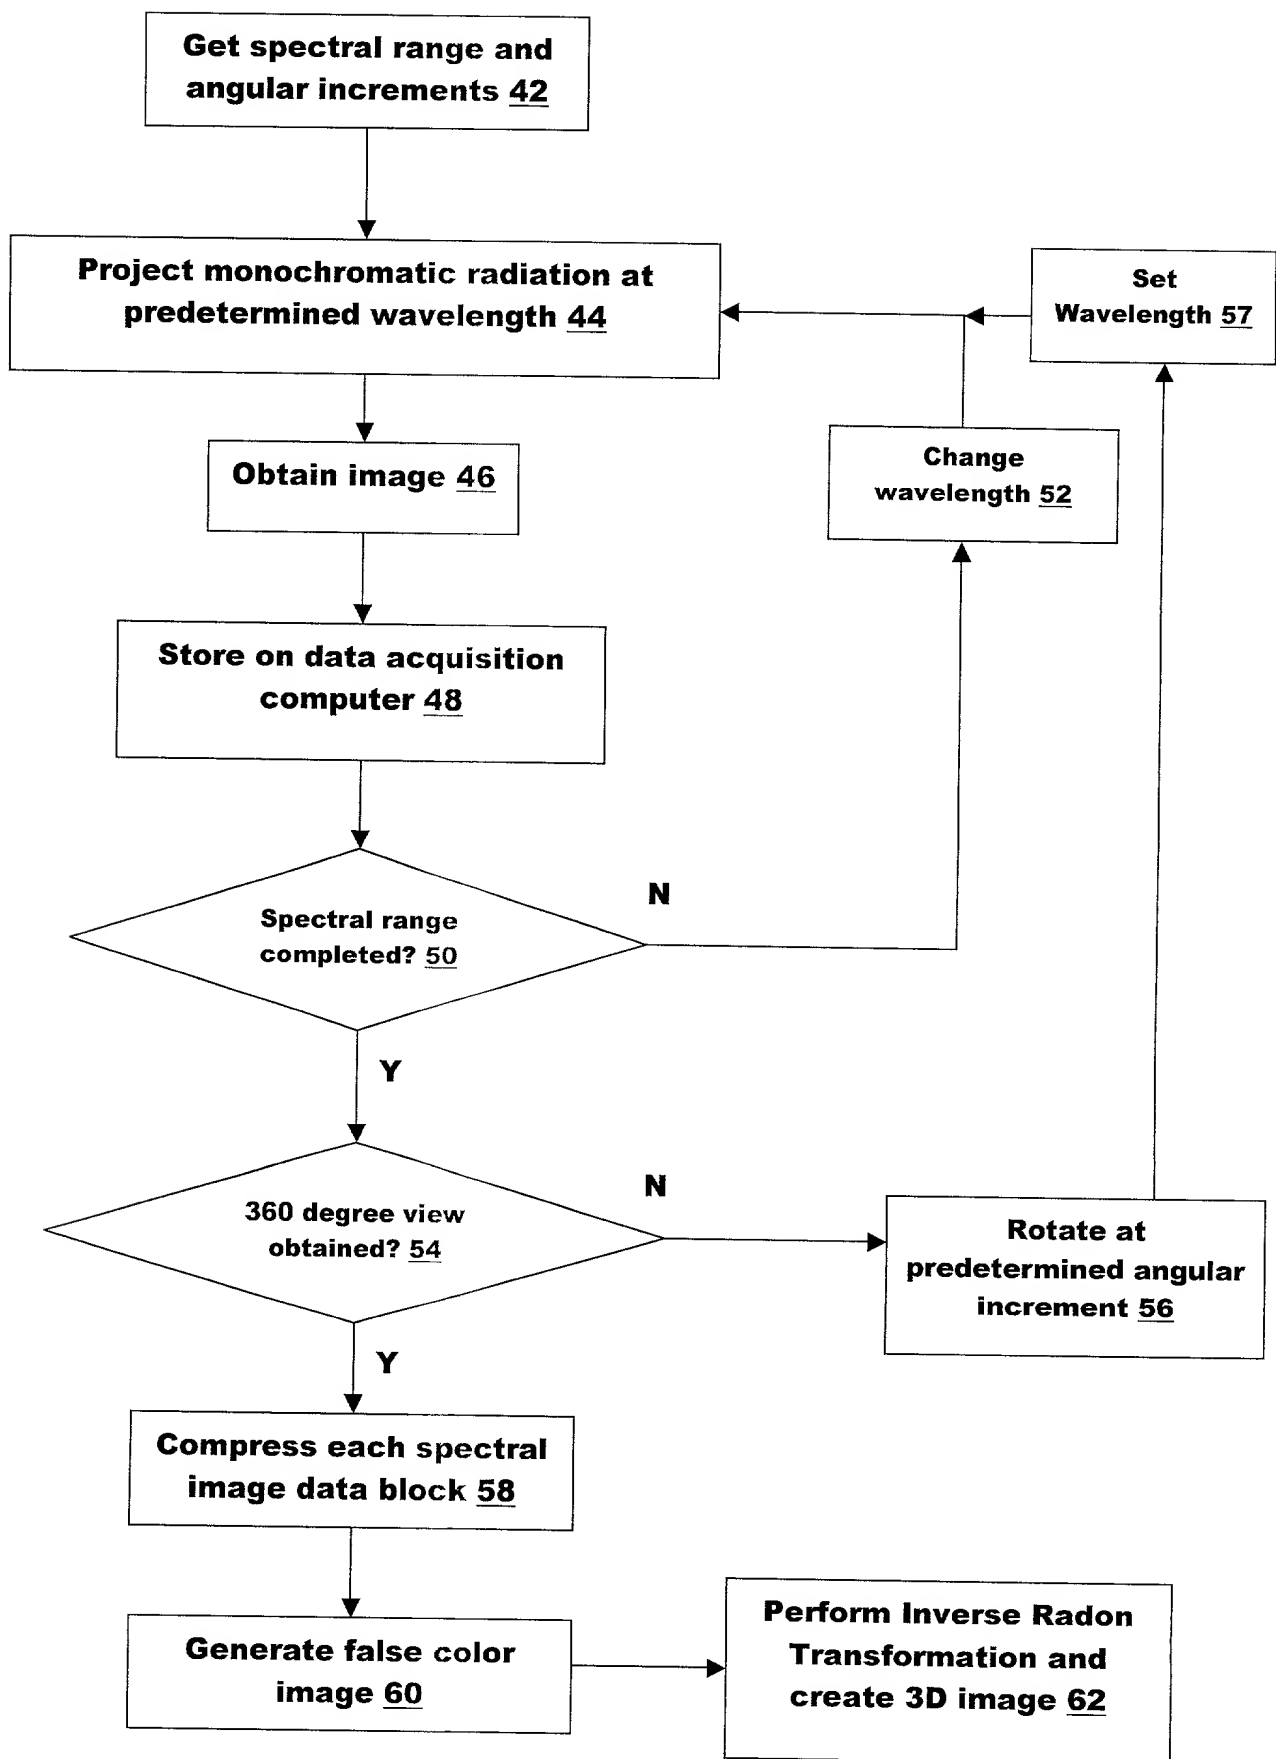 Get spectral range and
angular increments 42
Project monochromatic radiation at
predetermined wavelength 44
Set
Wavelength 57
Obtain image 46
Change
wavelength 52
Store on data acquisition
computer 48
N
Spectral range
completed? 50
Y
N
360 degree view
obtained? 54
Rotate at
predetermined angular
increment 56
Y
Compress each spectral
image data block 58
Generate false color
image 60
Perform Inverse Radon
Transformation and
create 3D image 62